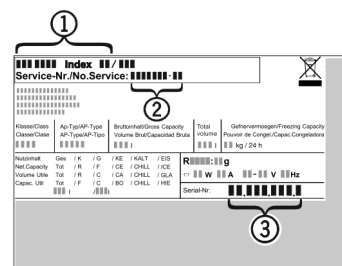 1
Index /
Service-Nr./No.Service: -
2
Klasse/Class Ap-Typ/AP-Type Bruttoinhalt/Gross Capacity Total Gefriervermoegen/Freezing Capacity
Classe/Clase AP-Type/AP-Tipo Volume Brut/Capacidad Bruta volume Pouvoir de Congel./Capac.Congeladora
l l kg / 24 h
Nutzinhalt Ges / K / G / KE / KALT / EIS
Net.Capacity Tot / R / F / CE / CHILL / ICE
Volume Utile Tot / R / C / CA / CHILL / GLA
Capac. Util Tot / F / C / BO / CHILL / HIE
l / l
R : g
W A - V Hz
Serial-Nr. . . .
3